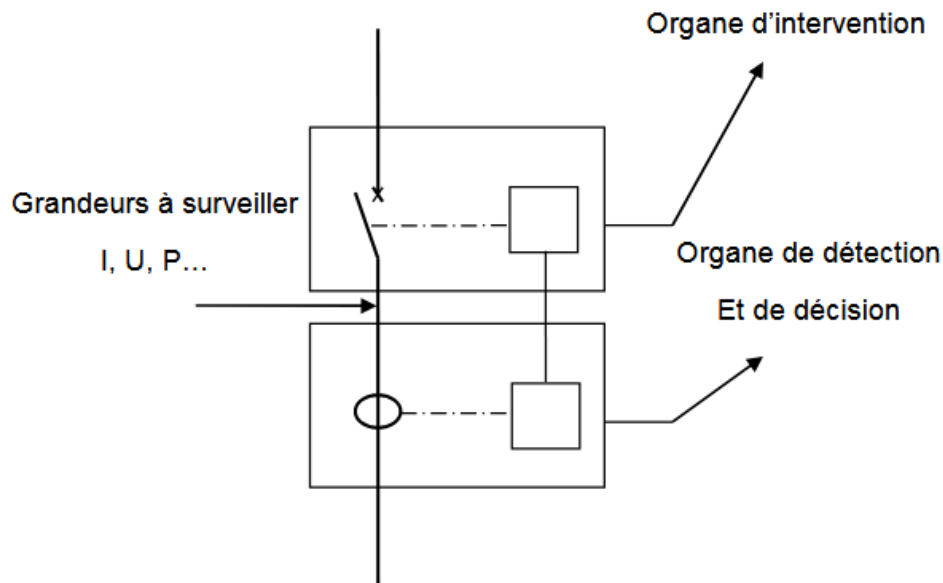 Organe d’intervention
Grandeurs à surveiller
I, U, P…
Organe de détection
Et de décision